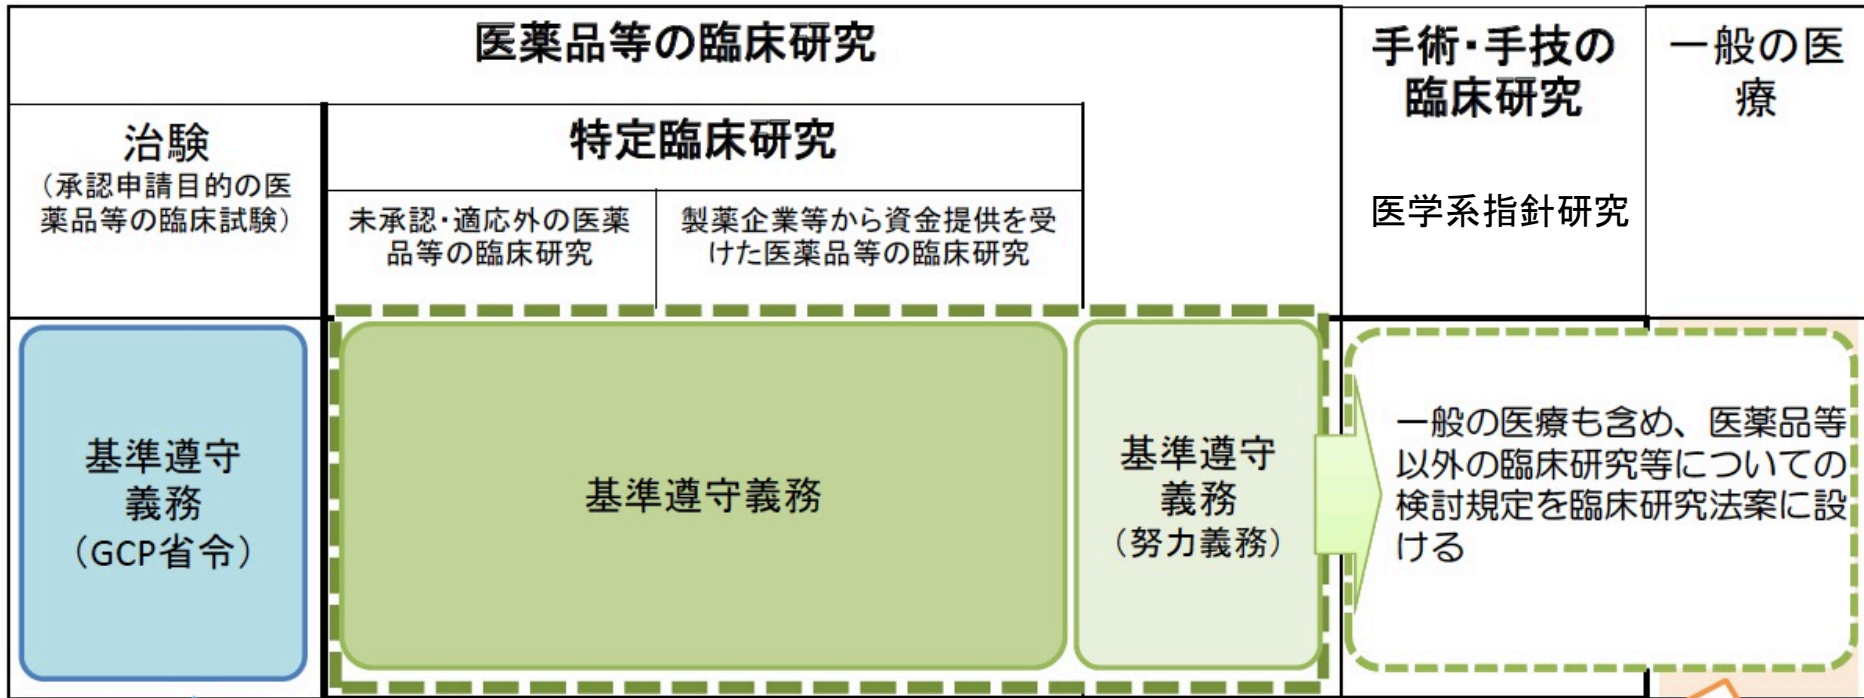 医薬品等の臨床研究
手術・手技の
臨床研究
一般の医
療
治験
（承認申請目的の医
薬品等の臨床試験）
特定臨床研究
未承認・適応外の医薬
品等の臨床研究
製薬企業等から資金提供を受
けた医薬品等の臨床研究
医学系指針研究
基準遵守
義務
（GCP省令）
基準遵守義務
基準遵守
義務
（努力義務）
一般の医療も含め、医薬品等
以外の臨床研究等についての
検討規定を臨床研究法案に設
ける